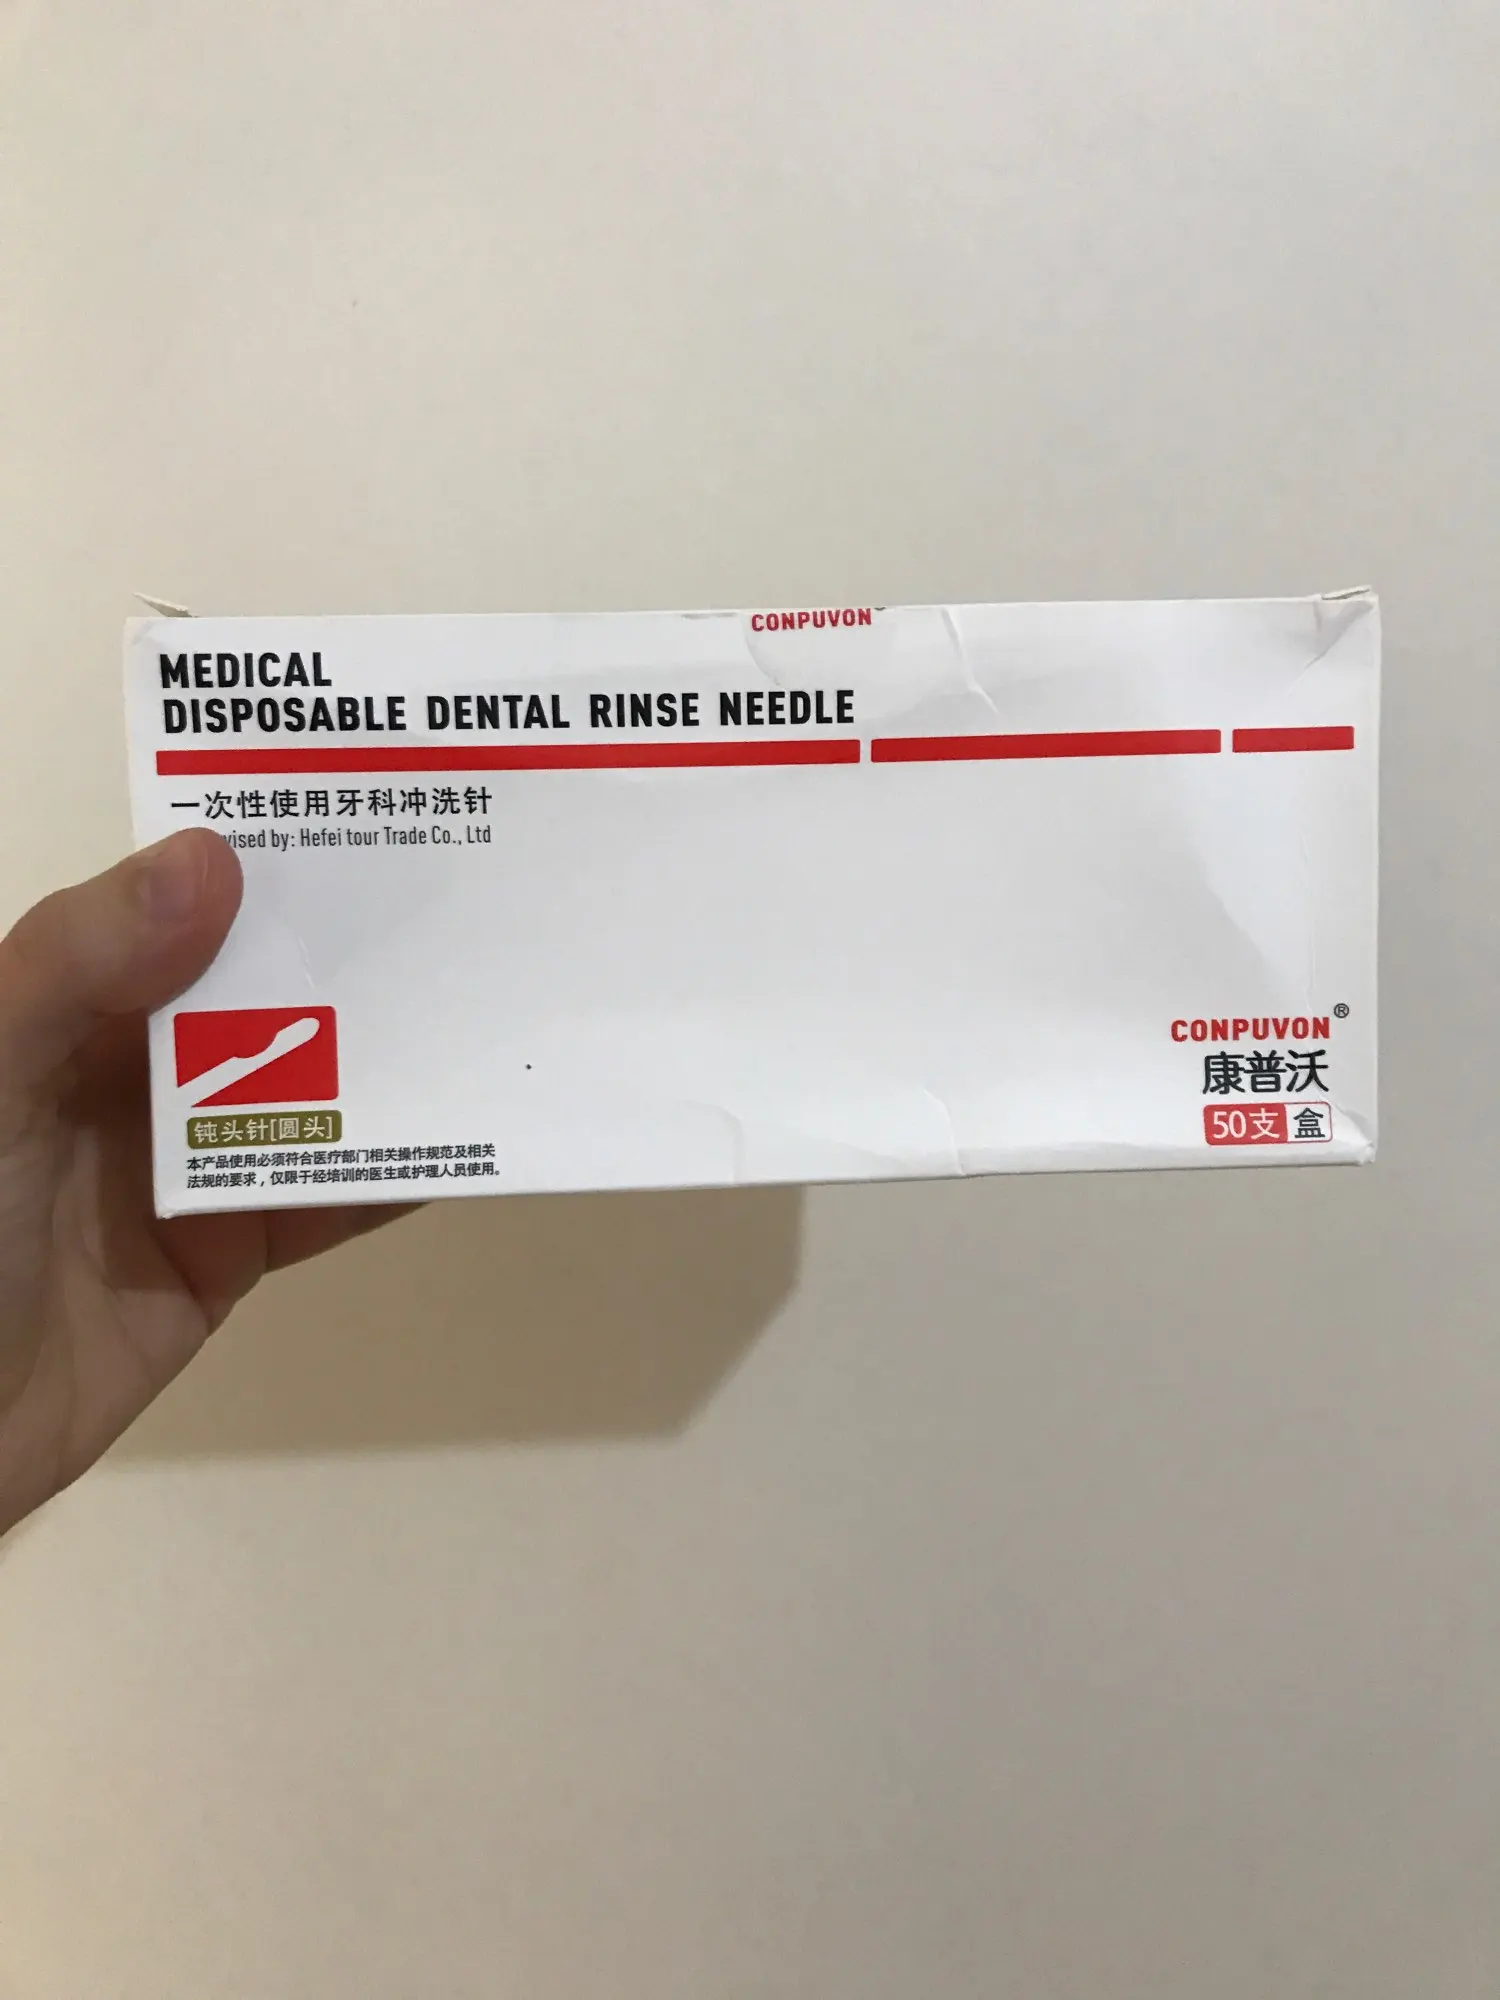 CONPUVON
MEDICAL
DISPOSABLE DENTAL RINSE NEEDLE
一次性使用牙科冲洗针
by: Hefei tour Trade Co., Ltd
钝头针[圆头]
本产品使用必须符合医疗部门相关操作规范及相关
法规的要求，仅限于经培训的医生或护理人员使用。
CONPUVON®
康普沃
50支 盒